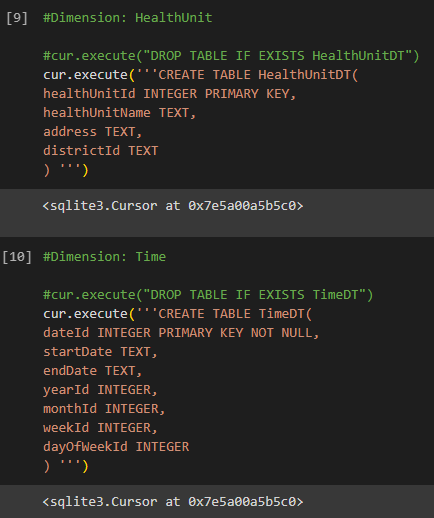 [9] #Dimension: HealthUnit
#cur.execute("DROP TABLE IF EXISTS HealthUnitDT")
cur.execute('''CREATE TABLE HealthUnitDT(
healthUnitId INTEGER PRIMARY KEY,
healthUnitName TEXT,
address TEXT,
districtId TEXT
) ''')
<sqlite3.Cursor at 0x7e5a00a5b5c0>
[10] #Dimension: Time
#cur.execute("DROP TABLE IF EXISTS TimeDT")
cur.execute('''CREATE TABLE TimeDT(
dateId INTEGER PRIMARY KEY NOT NULL,
startDate TEXT,
endDate TEXT,
yearId INTEGER,
monthId INTEGER,
weekId INTEGER,
dayOfWeekId INTEGER
) ''')
<sqlite3.Cursor at 0x7e5a00a5b5c0>